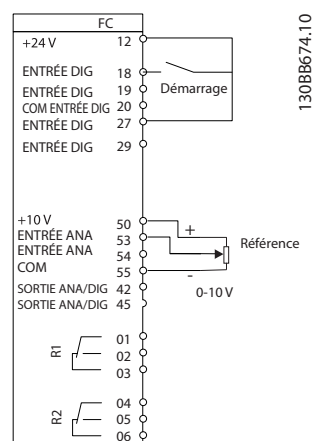 FC
+24 V 12
ENTRÉE DIG 18
ENTRÉE DIG 19
Démarrage
COM ENTRÉE DIG 20
ENTRÉE DIG 27
ENTRÉE DIG 29
130BB674.10
+10 V 50
+
ENTRÉE ANA 53
ENTRÉE ANA 54
Référence
COM 55
-
SORTIE ANA/DIG 42
0-10 V
SORTIE ANA/DIG 45
R1
01
02
03
R2
04
05
06